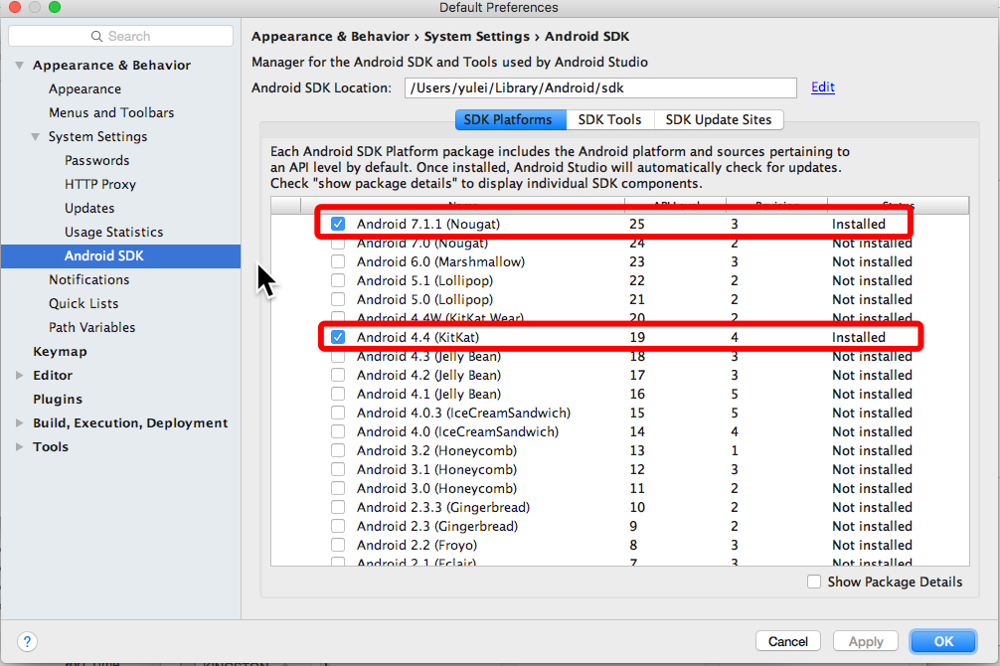 Default Preferences
Search
Appearance & Behavior
Appearance
Menus and Toolbars
System Settings
Passwords
HTTP Proxy
Updates
Usage Statistics
Android SDK
Notifications
Quick Lists
Path Variables
Keymap
Editor
Plugins
Build, Execution, Deployment
Tools
Appearance & Behavior › System Settings › Android SDK
Manager for the Android SDK and Tools used by Android Studio
Android SDK Location: /Users/yulei/Library/Android/sdk Edit
SDK Platforms SDK Tools SDK Update Sites
Each Android SDK Platform package includes the Android platform and sources pertaining to
an API level by default. Once installed, Android Studio will automatically check for updates.
Check "show package details" to display individual SDK components.
Name API Level Revision Status
Android 7.1.1 (Nougat) 25 3 Installed
Android 7.0 (Nougat) 24 2 Not installed
Android 6.0 (Marshmallow) 23 3 Not installed
Android 5.1 (Lollipop) 22 2 Not installed
Android 5.0 (Lollipop) 21 2 Not installed
Android 4.4W (KitKat Wear) 20 2 Not installed
Android 4.4 (KitKat) 19 4 Installed
Android 4.3 (Jelly Bean) 18 3 Not installed
Android 4.2 (Jelly Bean) 17 3 Not installed
Android 4.1 (Jelly Bean) 16 5 Not installed
Android 4.0.3 (IceCreamSandwich) 15 5 Not installed
Android 4.0 (IceCreamSandwich) 14 4 Not installed
Android 3.2 (Honeycomb) 13 1 Not installed
Android 3.1 (Honeycomb) 12 3 Not installed
Android 3.0 (Honeycomb) 11 2 Not installed
Android 2.3.3 (Gingerbread) 10 2 Not installed
Android 2.3 (Gingerbread) 9 2 Not installed
Android 2.2 (Froyo) 8 3 Not installed
Android 2.1 (Eclair) 7 3 Not installed
Show Package Details
? Cancel Apply OK